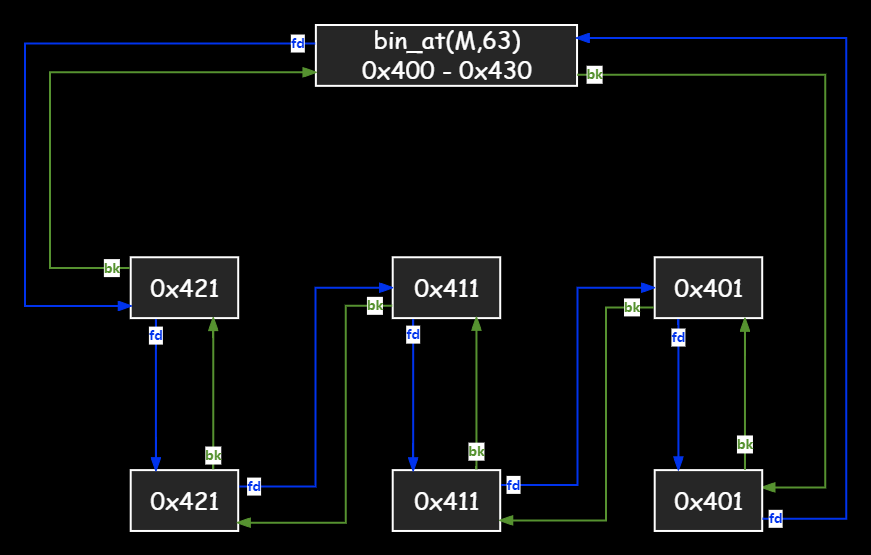 bin_at(M,63)
0x400 - 0x430
fd
bk
bk
0x421
0x411
0x401
bk
bk
fd
fd
fd
bk
bk
bk
0x421
fd
0x411
fd
0x401
fd